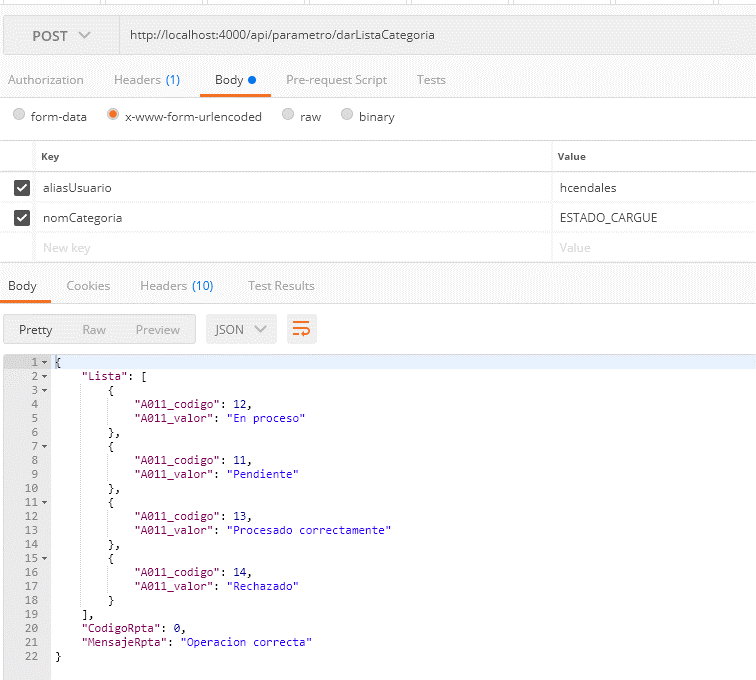 POST http://localhost:4000/api/parametro/darListaCategoria
Authorization Headers (1) Body Pre-request Script Tests
form-data x-www-form-urlencoded raw binary
Key Value
aliasUsuario hcendales
nomCategoria ESTADO_CARGUE
New key Value
Body Cookies Headers (10) Test Results
Pretty Raw Preview JSON
1 {
2 "Lista": [
3 {
4 "A011_codigo": 12,
5 "A011_valor": "En proceso"
6 },
7 {
8 "A011_codigo": 11,
9 "A011_valor": "Pendiente"
10 },
11 {
12 "A011_codigo": 13,
13 "A011_valor": "Procesado correctamente"
14 },
15 {
16 "A011_codigo": 14,
17 "A011_valor": "Rechazado"
18 }
19 ],
20 "CodigoRpta": 0,
21 "MensajeRpta": "Operacion correcta"
22 }